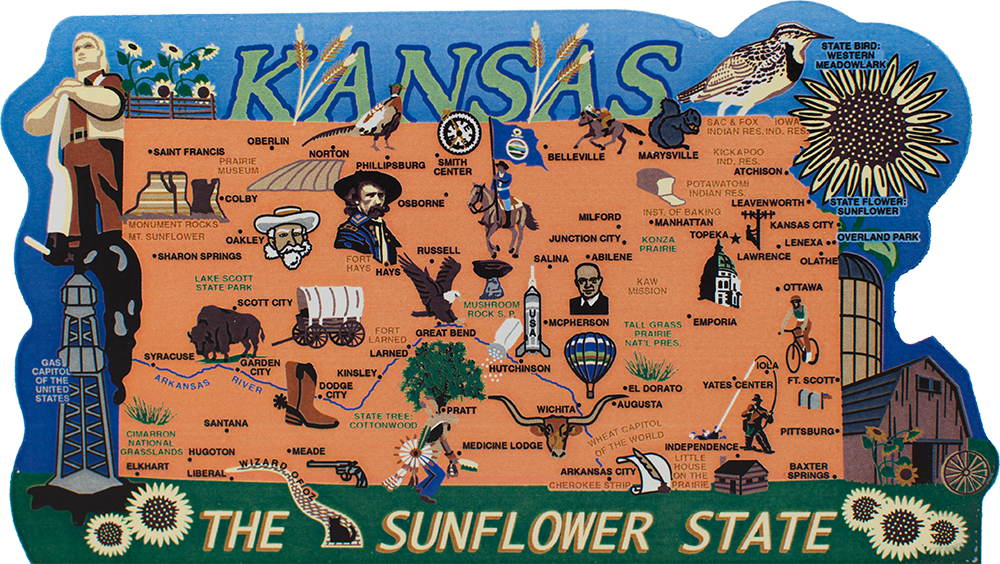 KANSAS
STATE BIRD:
WESTERN
MEADOWLARK
SAC & FOX
INDIAN RES.
IOWA
IND. RES.
OBERLIN
SAINT FRANCIS
NORTON
PHILLIPSBURG
SMITH
CENTER
BELLEVILLE
MARYSVILLE
KICKAPOO
IND. RES.
ATCHISON
PRAIRIE
MUSEUM
POTAWATOMI
INDIAN RES.
COLBY
OSBORNE
LEAVENWORTH
STATE FLOWER:
SUNFLOWER
MONUMENT ROCKS
MT. SUNFLOWER
MILFORD
INST. OF BAKING
MANHATTAN
KANSAS CITY
OAKLEY
JUNCTION CITY
KONZA
PRAIRIE
TOPEKA
LENEXA
OVERLAND PARK
SHARON SPRINGS
FORT
HAYS
HAYS
RUSSELL
SALINA
ABILENE
LAWRENCE
OLATHE
LAKE SCOTT
STATE PARK
KAW
MISSION
OTTAWA
SCOTT CITY
MUSHROOM
ROCK S. P.
USA
MCPHERSON
EMPORIA
FORT
LARNED
GREAT BEND
TALL GRASS
PRAIRIE
NAT'L PRES.
LARNED
SYRACUSE
GARDEN
CITY
KINSLEY
HUTCHINSON
IOLA
GAS
CAPITOL
OF THE
UNITED
STATES
ARKANSAS RIVER
DODGE
CITY
EL DORATO
YATES CENTER
FT. SCOTT
STATE TREE:
COTTONWOOD
PRATT
WICHITA
AUGUSTA
SANTANA
PITTSBURG
CIMARRON
NATIONAL
GRASSLANDS
HUGOTON
MEADE
MEDICINE LODGE
WHEAT CAPITOL
OF THE WORLD
INDEPENDENCE
ELKHART
LIBERAL
WIZARD OF OZ
ARKANSAS CITY
CHEROKEE STRIP
LITTLE
HOUSE
ON THE
PRAIRIE
BAXTER
SPRINGS
THE SUNFLOWER STATE